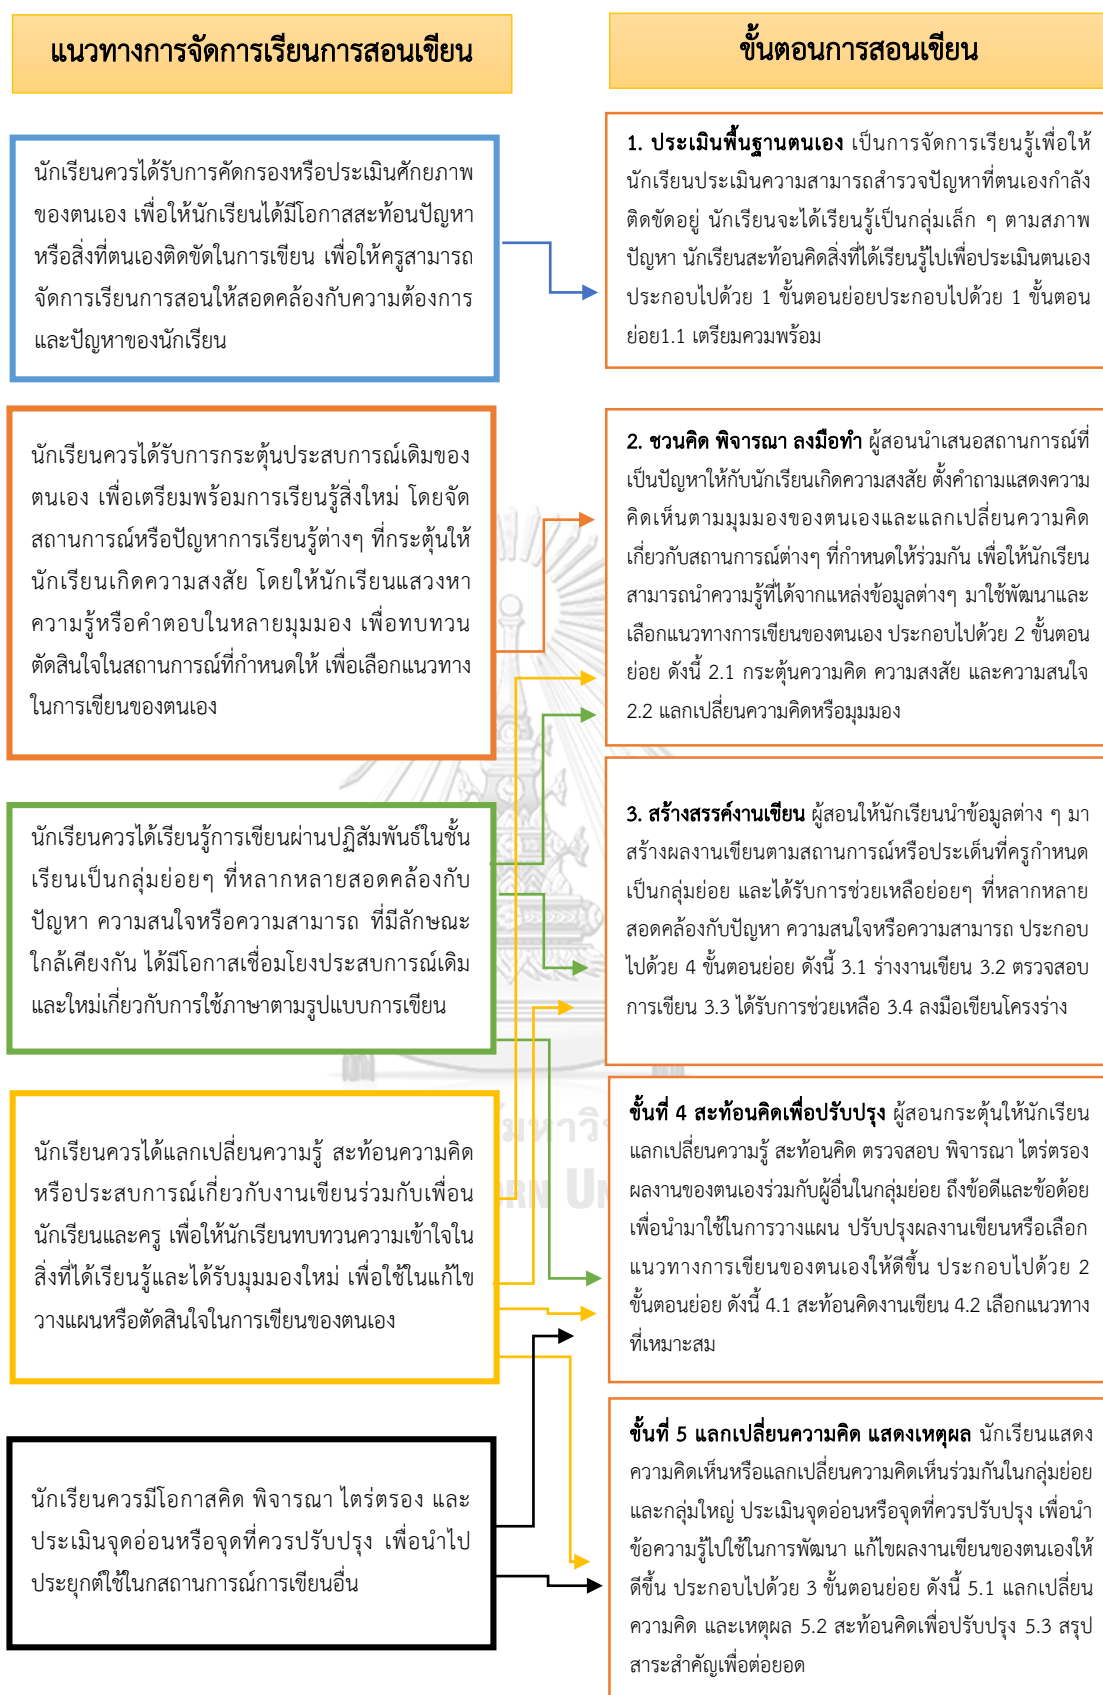 แนวทางการจัดการเรียนการสอนเขียน
นักเรียนควรได้รับการคัดกรองหรือประเมินศักยภาพ
ของตนเอง เพื่อให้นักเรียนได้มีโอกาสสะท้อนปัญหา
หรือสิ่งที่ตนเองติดขัดในการเขียน เพื่อให้ครูสามารถ
จัดการเรียนการสอนให้สอดคล้องกับความต้องการ
และปัญหาของนักเรียน
นักเรียนควรได้รับการกระตุ้นประสบการณ์เดิมของ
ตนเอง เพื่อเตรียมพร้อมการเรียนรู้สิ่งใหม่ โดยจัด
สถานการณ์หรือปัญหาการเรียนรู้ต่างๆ ที่กระตุ้นให้
นักเรียนเกิดความสงสัย โดยให้นักเรียนแสวงหา
ความรู้หรือคำตอบในหลายมุมมอง เพื่อทบทวน
ตัดสินใจในสถานการณ์ที่กำหนดให้ เพื่อเลือกแนวทาง
ในการเขียนของตนเอง
นักเรียนควรได้เรียนรู้การเขียนผ่านปฏิสัมพันธ์ในชั้น
เรียนเป็นกลุ่มย่อยๆ ที่หลากหลายสอดคล้องกับ
ปัญหา ความสนใจหรือความสามารถ ที่มีลักษณะ
ใกล้เคียงกัน ได้มีโอกาสเชื่อมโยงประสบการณ์เดิม
และใหม่เกี่ยวกับการใช้ภาษาตามรูปแบบการเขียน
นักเรียนควรได้แลกเปลี่ยนความรู้ สะท้อนความคิด
หรือประสบการณ์เกี่ยวกับงานเขียนร่วมกับเพื่อน
นักเรียนและครู เพื่อให้นักเรียนทบทวนความเข้าใจใน
สิ่งที่ได้เรียนรู้และได้รับมุมมองใหม่ เพื่อใช้ในแก้ไข
วางแผนหรือตัดสินใจในการเขียนของตนเอง
นักเรียนควรมีโอกาสคิด พิจารณา ไตร่ตรอง และ
ประเมินจุดอ่อนหรือจุดที่ควรปรับปรุง เพื่อนำไป
ประยุกต์ใช้ในกสถานการณ์การเขียนอื่น
ขั้นตอนการสอนเขียน
1. ประเมินพื้นฐานตนเอง เป็นการจัดการเรียนรู้เพื่อให้
นักเรียนประเมินความสามารถสำรวจปัญหาที่ตนเองกำลัง
ติดขัดอยู่ นักเรียนจะได้เรียนรู้เป็นกลุ่มเล็ก ๆ ตามสภาพ
ปัญหา นักเรียนสะท้อนคิดสิ่งที่ได้เรียนรู้ไปเพื่อประเมินตนเอง
ประกอบไปด้วย 1 ขั้นตอนย่อยประกอบไปด้วย 1 ขั้นตอน
ย่อย1.1 เตรียมควมพร้อม
2. ชวนคิด พิจารณา ลงมือทำ ผู้สอนนำเสนอสถานการณ์ที่
เป็นปัญหาให้กับนักเรียนเกิดความสงสัย ตั้งคำถามแสดงความ
คิดเห็นตามมุมมองของตนเองและแลกเปลี่ยนความคิด
เกี่ยวกับสถานการณ์ต่างๆ ที่กำหนดให้ร่วมกัน เพื่อให้นักเรียน
สามารถนำความรู้ที่ได้จากแหล่งข้อมูลต่างๆ มาใช้พัฒนาและ
เลือกแนวทางการเขียนของตนเอง ประกอบไปด้วย 2 ขั้นตอน
ย่อย ดังนี้ 2.1 กระตุ้นความคิด ความสงสัย และความสนใจ
2.2 แลกเปลี่ยนความคิดหรือมุมมอง
3. สร้างสรรค์งานเขียน ผู้สอนให้นักเรียนนำข้อมูลต่าง ๆ มา
สร้างผลงานเขียนตามสถานการณ์หรือประเด็นที่ครูกำหนด
เป็นกลุ่มย่อย และได้รับการช่วยเหลือย่อยๆ ที่หลากหลาย
สอดคล้องกับปัญหา ความสนใจหรือความสามารถ ประกอบ
ไปด้วย 4 ขั้นตอนย่อย ดังนี้ 3.1 ร่างงานเขียน 3.2 ตรวจสอบ
การเขียน 3.3 ได้รับการช่วยเหลือ 3.4 ลงมือเขียนโครงร่าง
ขั้นที่ 4 สะท้อนคิดเพื่อปรับปรุง ผู้สอนกระตุ้นให้นักเรียน
แลกเปลี่ยนความรู้ สะท้อนคิด ตรวจสอบ พิจารณา ไตร่ตรอง
ผลงานของตนเองร่วมกับผู้อื่นในกลุ่มย่อย ถึงข้อดีและข้อด้อย
เพื่อนำมาใช้ในการวางแผน ปรับปรุงผลงานเขียนหรือเลือก
แนวทางการเขียนของตนเองให้ดีขึ้น ประกอบไปด้วย 2
ขั้นตอนย่อย ดังนี้ 4.1 สะท้อนคิดงานเขียน 4.2 เลือกแนวทาง
ที่เหมาะสม
ขั้นที่ 5 แลกเปลี่ยนความคิด แสดงเหตุผล นักเรียนแสดง
ความคิดเห็นหรือแลกเปลี่ยนความคิดเห็นร่วมกันในกลุ่มย่อย
และกลุ่มใหญ่ ประเมินจุดอ่อนหรือจุดที่ควรปรับปรุง เพื่อนำ
ข้อความรู้ไปใช้ในการพัฒนา แก้ไขผลงานเขียนของตนเองให้
ดีขึ้น ประกอบไปด้วย 3 ขั้นตอนย่อย ดังนี้ 5.1 แลกเปลี่ยน
ความคิด และเหตุผล 5.2 สะท้อนคิดเพื่อปรับปรุง 5.3 สรุป
สาระสำคัญเพื่อต่อยอด